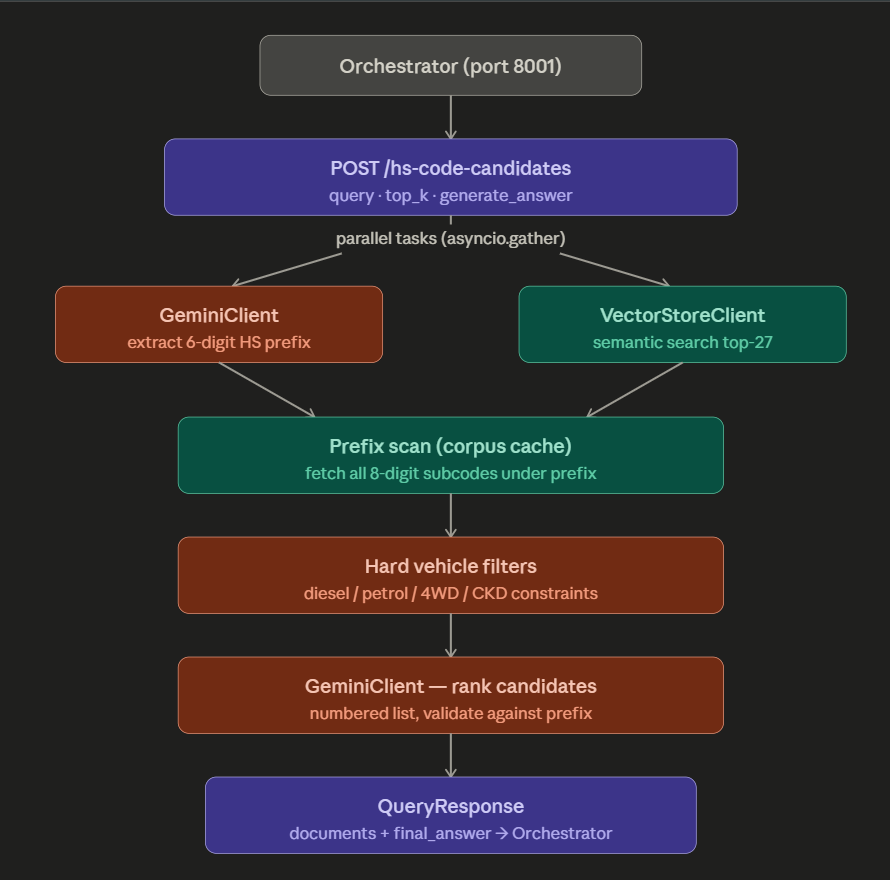 Orchestrator (port 8001)
POST /hs-code-candidates
query · top_k · generate_answer
parallel tasks (asyncio.gather)
GeminiClient
extract 6-digit HS prefix
VectorStoreClient
semantic search top-27
Prefix scan (corpus cache)
fetch all 8-digit subcodes under prefix
Hard vehicle filters
diesel / petrol / 4WD / CKD constraints
GeminiClient — rank candidates
numbered list, validate against prefix
QueryResponse
documents + final_answer → Orchestrator